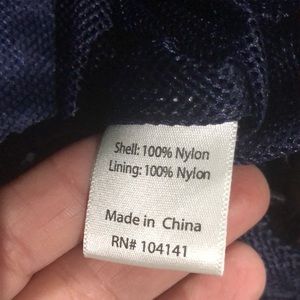 Shell: 100% Nylon
Lining: 100% Nylon
Made in China
RN# 104141